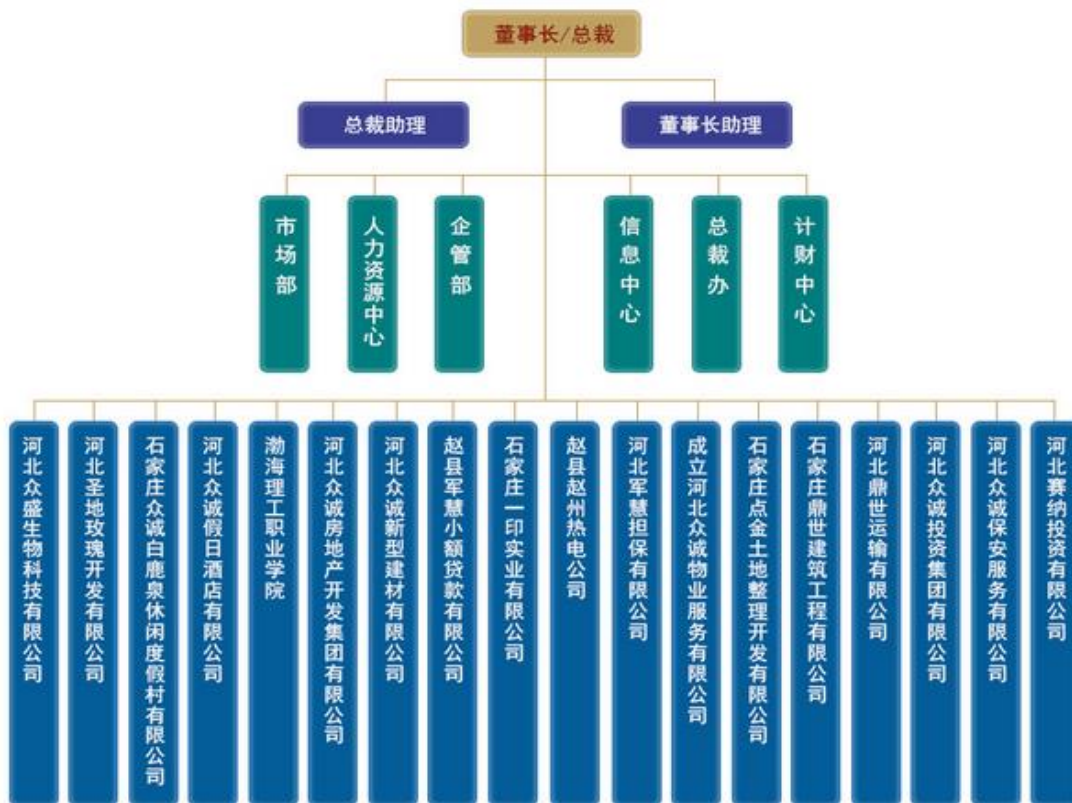 董事长/总裁
总裁助理
董事长助理
市场部
人力资源中心
企管部
信息中心
总裁办
计财中心
河北众盛生物科技有限公司
河北圣地玫瑰开发有限公司
石家庄众诚白鹿泉休闲度假村有限公司
河北众诚假日酒店有限公司
渤海理工职业学院
河北众诚房地产开发集团有限公司
河北众诚新型建材有限公司
赵县军慧小额贷款有限公司
石家庄一印实业有限公司
赵县赵州热电公司
河北军慧担保有限公司
成立河北众诚物业服务有限公司
石家庄点金土地整理开发有限公司
石家庄鼎世建筑工程有限公司
河北鼎世运输有限公司
河北众诚投资集团有限公司
河北众诚保安服务有限公司
河北赛纳投资有限公司